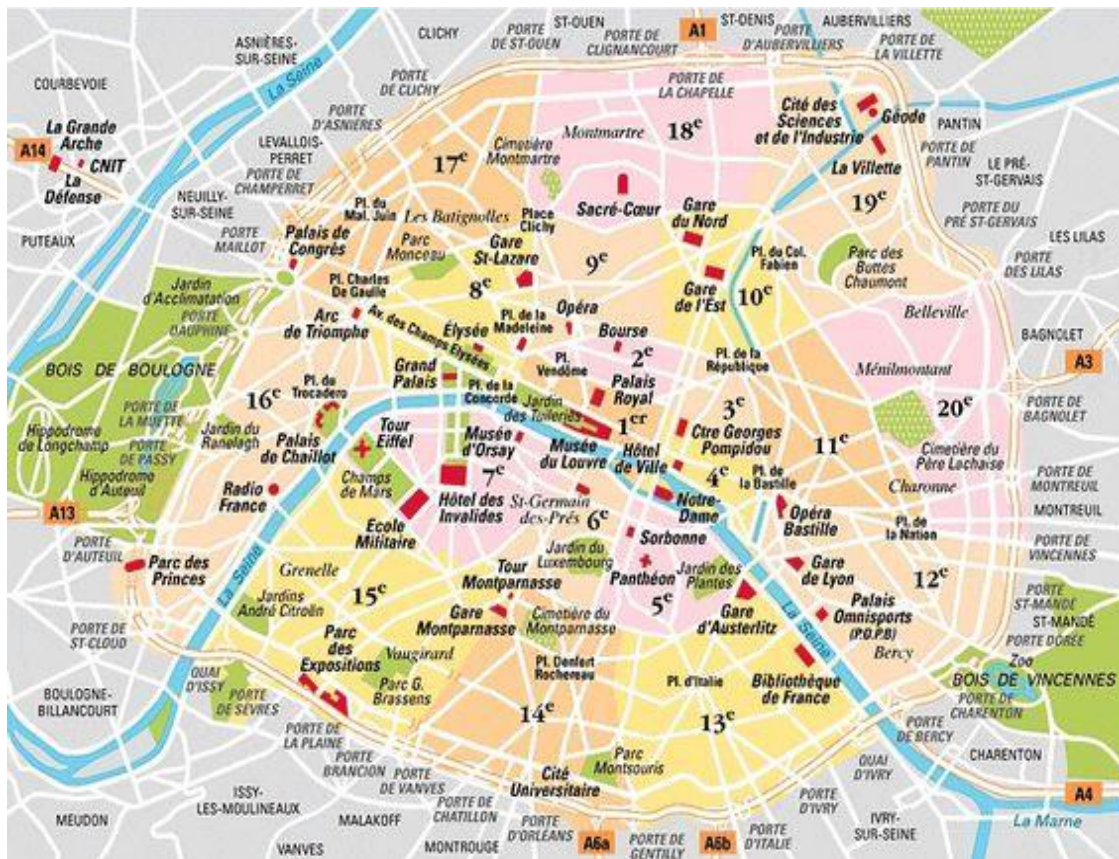 CLICHY
ST-OUEN
PORTE
DE ST-OUEN
PORTE DE
CLIGNANCOURT
A1
ST-DENIS
PORTE
D'AUBERVILLIERS
AUBERVILLIERS
PORTE DE
LA VILLETTE
ASNIÈRES-
SUR-SEINE
La Seine
PORTE
DE CLICHY
PORTE DE
LA CHAPELLE
COURBEVOIE
PORTE
D'ASNIÈRES
La Grande
Arche
A14
CNIT
La
Défense
LEVALLOIS-
PERRET
PORTE DE
CHAMPERRET
NEUILLY-
SUR-SEINE
PUTEAUX
17e
Cimetière
Montmartre
Montmartre
18e
Sacré-Cœur
Cité des
Sciences
et de l'Industrie
Géode
La Villette
PANTIN
PORTE DE
PANTIN
LE PRÉ-
ST-GERVAIS
19e
PORTE DU
PRÉ ST-GERVAIS
LES LILAS
PORTE
DES LILAS
Pl. du
Mal. Juin
Les Batignolles
Place
Clichy
PORTE
MAILLOT
Palais de
Congrès
Parc
Monceau
Gare
St-Lazare
9e
Gare
du Nord
Pl. du Col.
Fabien
Parc des
Buttes
Chaumont
Gare
de l'Est
10e
Jardin
d'Acclimatation
PORTE
DAUPHINE
Pl. Charles
De Gaulle
8e
Arc
de Triomphe
Av. des Champs Elysées
Élysée
Pl. de la
Madeleine
Opéra
Bourse
2e
Belleville
BAGNOLET
A3
BOIS DE BOULOGNE
Grand
Palais
Pl. de la
Concorde
Pl.
Vendôme
Palais
Royal
Pl. de la
République
Ménilmontant
20e
PORTE DE
BAGNOLET
16e
Pl. du
Trocadero
Jardin
des Tuileries
1er
3e
Ctre Georges
Pompidou
11e
PORTE DE
LA MUETTE
Jardin du
Ranelagh
Palais
de Chaillot
Tour
Eiffel
Musée
d'Orsay
Musée
du Louvre
Hôtel
de Ville
4e
Pl. de
la Bastille
Cimetière du
Père Lachaise
Hippodrome
de Longchamp
PORTE
DE PASSY
Hippodrome
d'Auteuil
Champs
de Mars
7e
Hôtel des
Invalides
St-Germain
des-Prés
6e
Notre-
Dame
Opéra
Bastille
Charonne
PORTE DE
MONTREUIL
MONTREUIL
A13
Radio
France
Ecole
Militaire
Sorbonne
Pl. de
la Nation
PORTE DE
VINCENNES
PORTE
D'AUTEUIL
Parc des
Princes
La Seine
Grenelle
15e
Jardins
André Citroën
Tour
Montparnasse
Jardin du
Luxembourg
Panthéon
5e
Jardin des
Plantes
Gare
de Lyon
12e
PORTE
ST-MANDE
ST-MANDÉ
Gare
Montparnasse
Cimetière du
Montparnasse
Gare
d'Austerlitz
La Seine
Palais
Omnisports
(P.O.P.B)
Bercy
PORTE DORÉE
Zoo
BOIS DE VINCENNES
PORTE DE
ST-CLOUD
Parc
des
Expositions
Vaugirard
Parc G.
Brassens
Pl. Denfert
Rochereau
Pl. d'Italie
Bibliothèque
de France
PORTE DE
CHARENTON
QUAI
D'ISSY
PORTE
DE SEVRES
BOULOGNE-
BILLANCOURT
14e
13e
PORTE
DE BERCY
CHARENTON
PORTE DE
LA PLAINE
PORTE
BRANCION
PORTE
DE VANVES
Cité
Universitaire
Parc
Montsouris
QUAI
D'IVRY
PORTE
D'IVRY
A4
ISSY-
LES-MOULINEAUX
PORTE DE
CHATILLON
MEUDON
MALAKOFF
VANVES
MONTROUGE
PORTE
D'ORLÉANS
A6a
PORTE DE
GENTILLY
A6b
PORTE
D'ITALIE
IVRY-
SUR-SEINE
La Marne